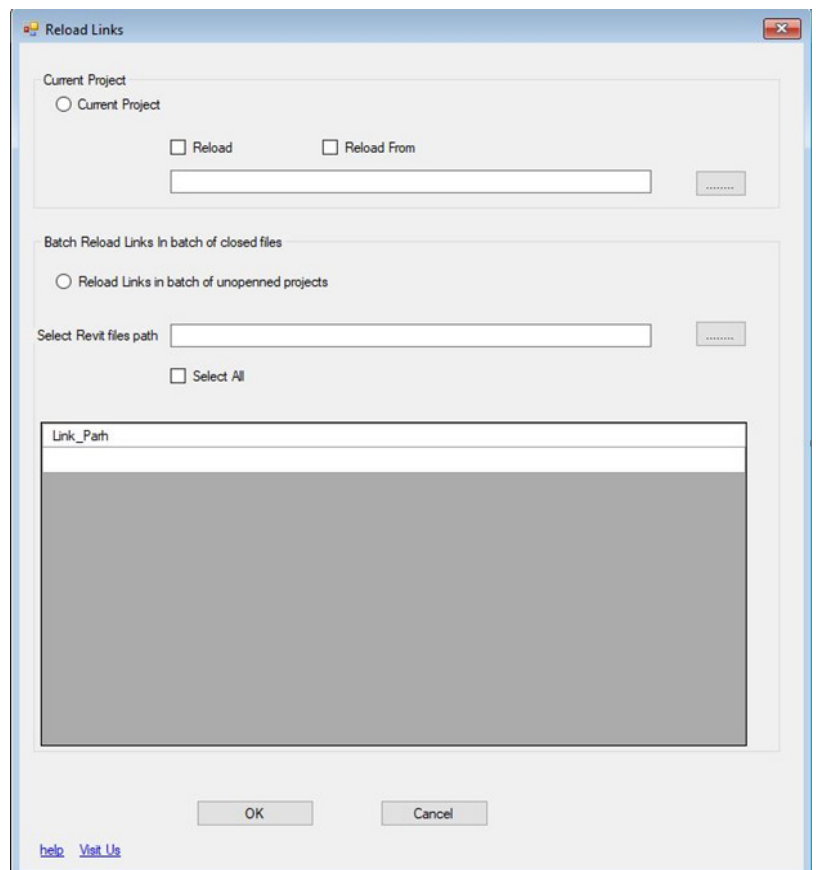 Reload Links
Current Project
Current Project
Reload
Reload From
........
Batch Reload Links In batch of closed files
Reload Links in batch of unopenned projects
Select Revit files path
........
Select All
Link_Parh
OK
Cancel
help
Visit Us